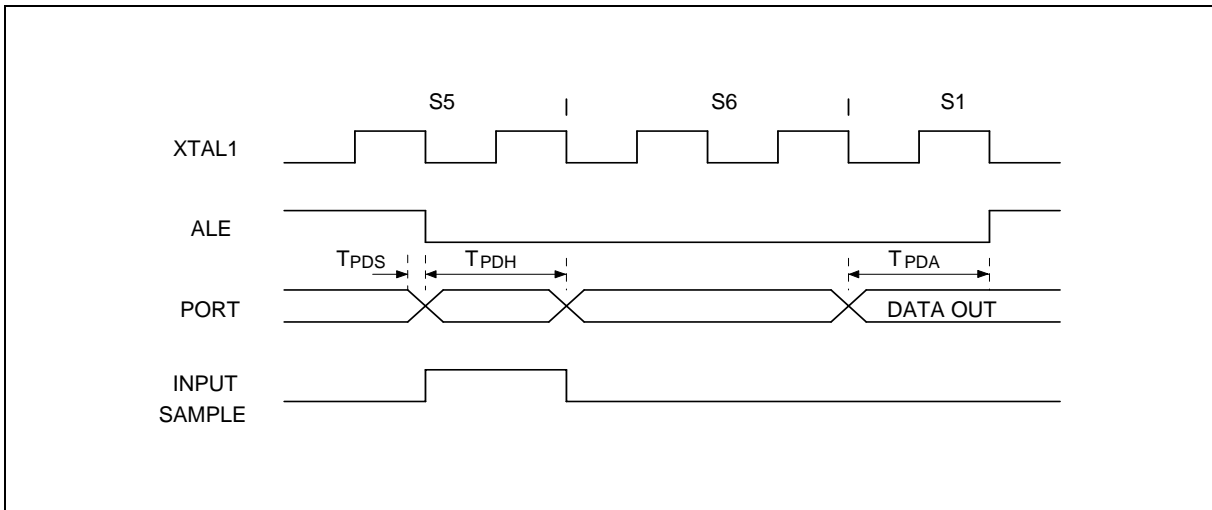 S5 | S6 | S1
XTAL1
ALE
TPDS TPDH TPDA
PORT DATA OUT
INPUT
SAMPLE